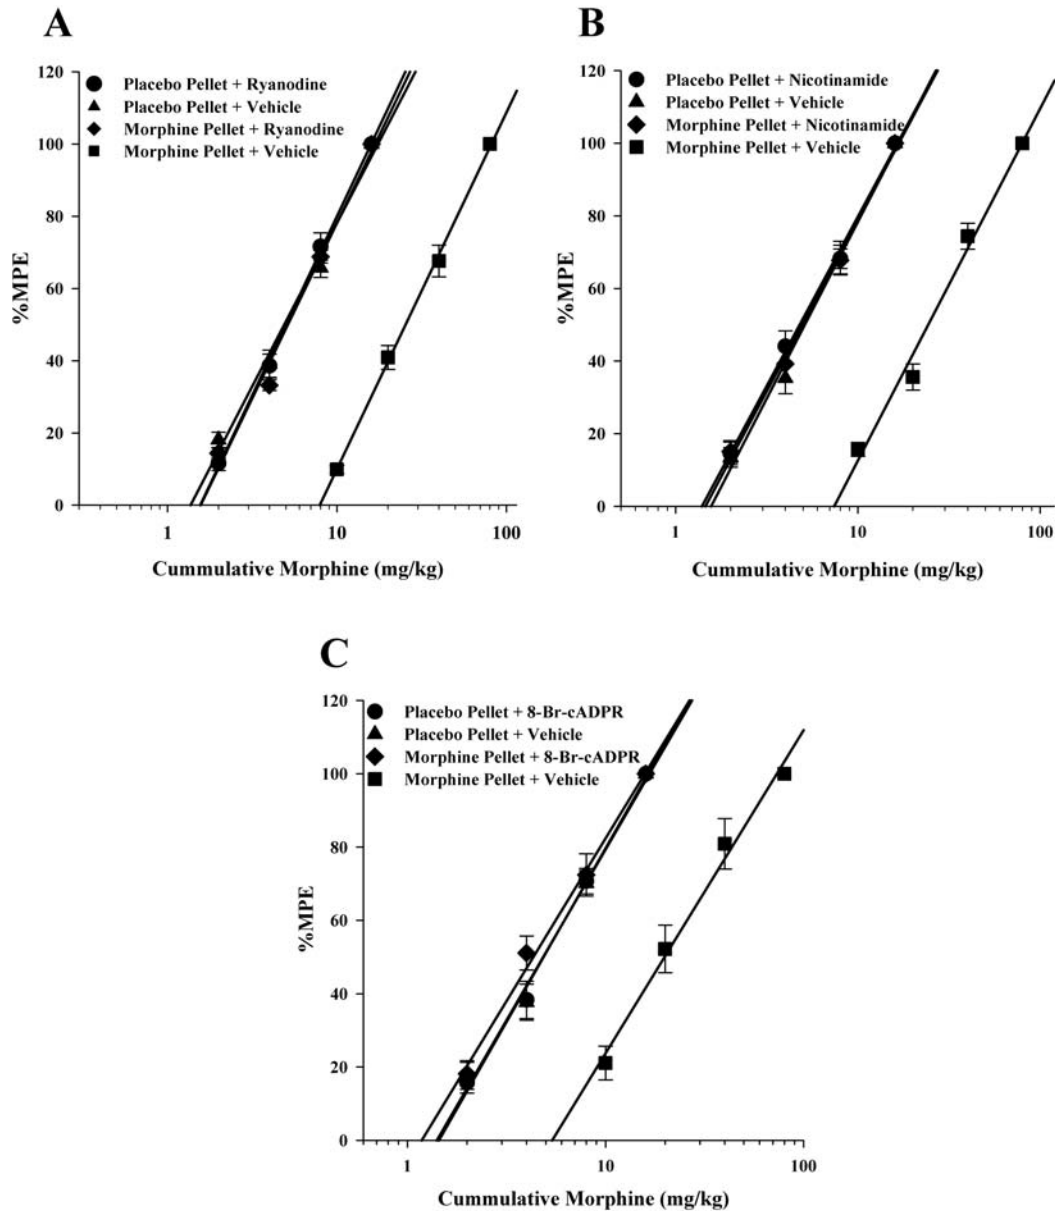 A
Placebo Pellet + Ryanodine
Placebo Pellet + Vehicle
Morphine Pellet + Ryanodine
Morphine Pellet + Vehicle
120
100
80
60
40
20
0
%MPE
1
10
100
Cummulative Morphine (mg/kg)
B
Placebo Pellet + Nicotinamide
Placebo Pellet + Vehicle
Morphine Pellet + Nicotinamide
Morphine Pellet + Vehicle
120
100
80
60
40
20
0
%MPE
1
10
100
Cummulative Morphine (mg/kg)
C
Placebo Pellet + 8-Br-cADPR
Placebo Pellet + Vehicle
Morphine Pellet + 8-Br-cADPR
Morphine Pellet + Vehicle
120
100
80
60
40
20
0
%MPE
1
10
100
Cummulative Morphine (mg/kg)